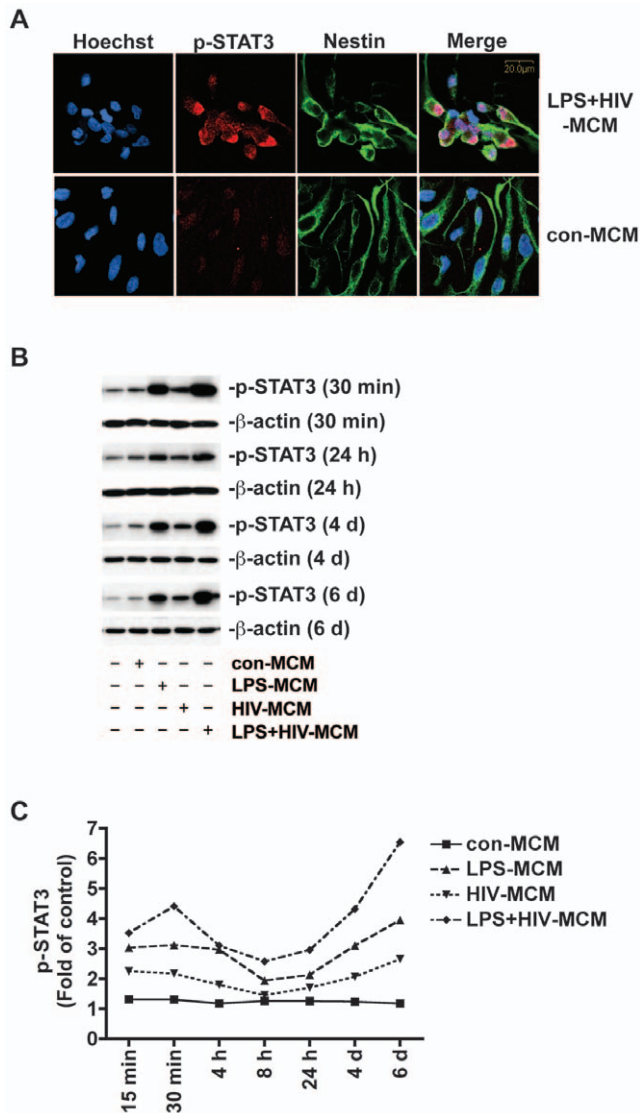 A
Hoechst p-STAT3 Nestin Merge
20.0µm
LPS+HIV
-MCM
con-MCM
B
-p-STAT3 (30 min)
-β-actin (30 min)
-p-STAT3 (24 h)
-β-actin (24 h)
-p-STAT3 (4 d)
-β-actin (4 d)
-p-STAT3 (6 d)
-β-actin (6 d)
– + – – – con-MCM
– – + – – LPS-MCM
– – – + – HIV-MCM
– – – – + LPS+HIV-MCM
C
p-STAT3
(Fold of control)
7
6
5
4
3
2
1
0
15 min
30 min
4 h
8 h
24 h
4 d
6 d
con-MCM
LPS-MCM
HIV-MCM
LPS+HIV-MCM